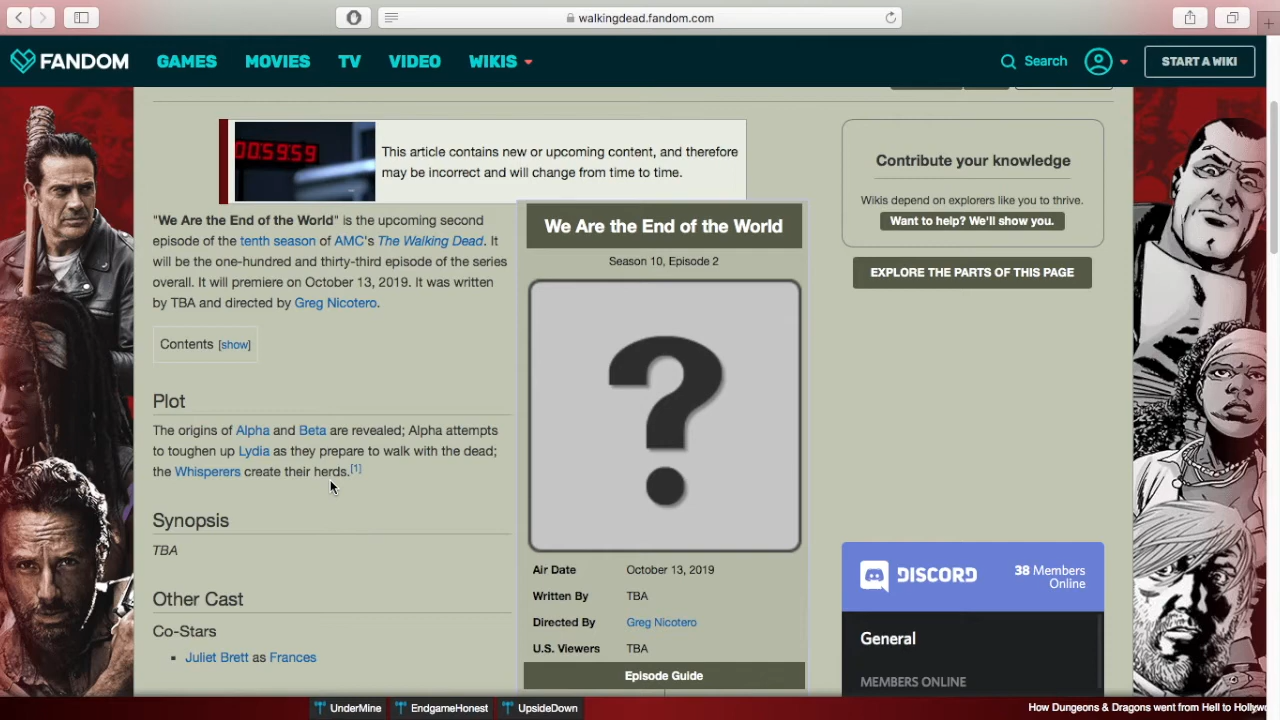 walkingdead.fandom.com
FANDOM
GAMES
MOVIES
TV
VIDEO
WIKIS
Search
START A WIKI
00:59:59
This article contains new or upcoming content, and therefore
may be incorrect and will change from time to time.
"We Are the End of the World" is the upcoming second
episode of the tenth season of AMC's The Walking Dead. It
will be the one-hundred and thirty-third episode of the series
overall. It will premiere on October 13, 2019. It was written
by TBA and directed by Greg Nicotero.
Contents [show]
Plot
The origins of Alpha and Beta are revealed; Alpha attempts
to toughen up Lydia as they prepare to walk with the dead;
the Whisperers create their herds.[1]
Synopsis
TBA
Other Cast
Co-Stars
Juliet Brett as Frances
We Are the End of the World
Season 10, Episode 2
?
Air Date October 13, 2019
Written By TBA
Directed By Greg Nicotero
U.S. Viewers TBA
Episode Guide
Contribute your knowledge
Wikis depend on explorers like you to thrive.
Want to help? We'll show you.
EXPLORE THE PARTS OF THIS PAGE
DISCORD
38 Members
Online
General
MEMBERS ONLINE
UnderMine
EndgameHonest
UpsideDown
How Dungeons & Dragons went from Hell to Hollyw